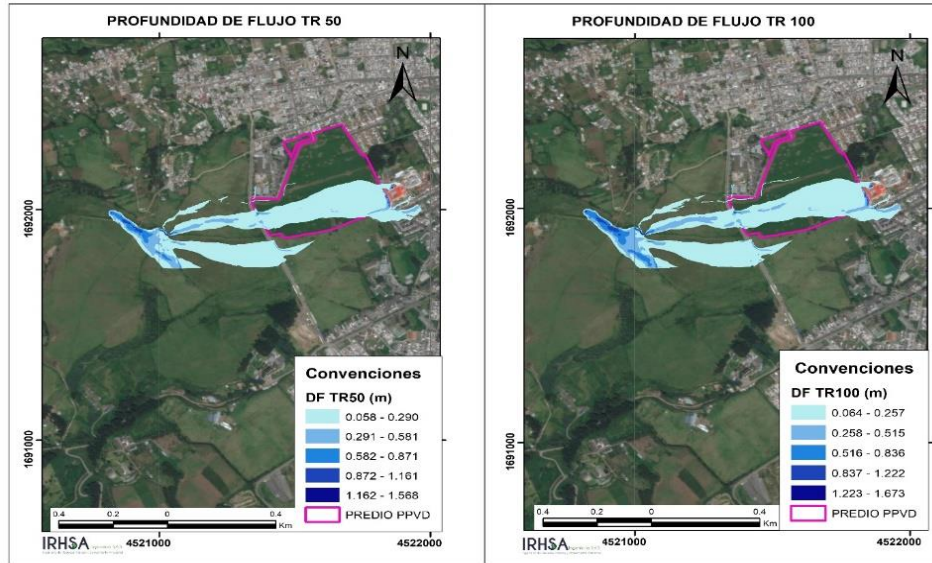 PROFUNDIDAD DE FLUJO TR 50
N
1692000
1691000
Convenciones
DF TR50 (m)
0.058 - 0.290
0.291 - 0.581
0.582 - 0.871
0.872 - 1.161
1.162 - 1.568
PREDIO PPVD
0.4 0.2 0 0.4
Km
IRH&SA
4521000 4522000
PROFUNDIDAD DE FLUJO TR 100
N
1692000
1691000
Convenciones
DF TR100 (m)
0.064 - 0.257
0.258 - 0.515
0.516 - 0.836
0.837 - 1.222
1.223 - 1.673
PREDIO PPVD
0.4 0.2 0 0.4
Km
IRH&SA
4521000 4522000